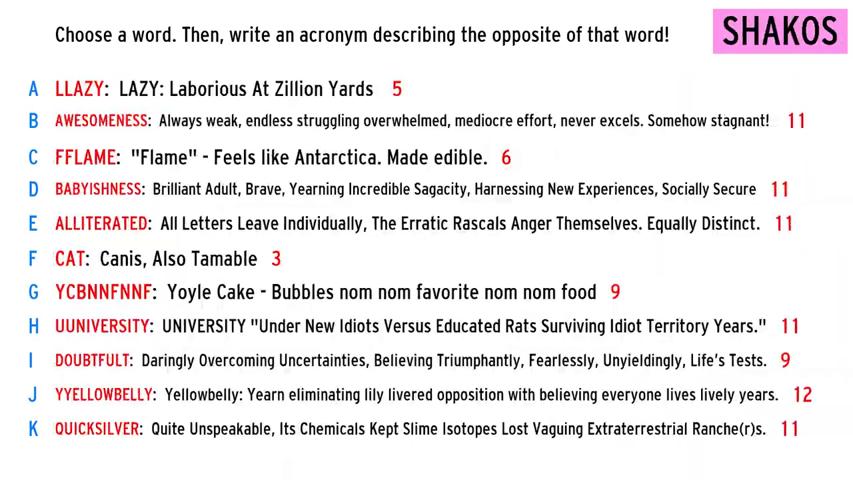 Choose a word. Then, write an acronym describing the opposite of that word!
SHAKOS
A LLAZY: LAZY: Laborious At Zillion Yards 5
B AWESOMENESS: Always weak, endless struggling overwhelmed, mediocre effort, never excels. Somehow stagnant! 11
C FFLAME: "Flame" - Feels like Antarctica. Made edible. 6
D BABYISHNESS: Brilliant Adult, Brave, Yearning Incredible Sagacity, Harnessing New Experiences, Socially Secure 11
E ALLITERATED: All Letters Leave Individually, The Erratic Rascals Anger Themselves. Equally Distinct. 11
F CAT: Canis, Also Tamable 3
G YCBNNFNNF: Yoyle Cake - Bubbles nom nom favorite nom nom food 9
H UUNIVERSITY: UNIVERSITY "Under New Idiots Versus Educated Rats Surviving Idiot Territory Years." 11
I DOUBTFULT: Daringly Overcoming Uncertainties, Believing Triumphantly, Fearlessly, Unyieldingly, Life's Tests. 9
J YYELLOWBELLY: Yellowbelly: Yearn eliminating lily livered opposition with believing everyone lives lively years. 12
K QUICKSILVER: Quite Unspeakable, Its Chemicals Kept Slime Isotopes Lost Vaguing Extraterrestrial Ranche(r)s. 11